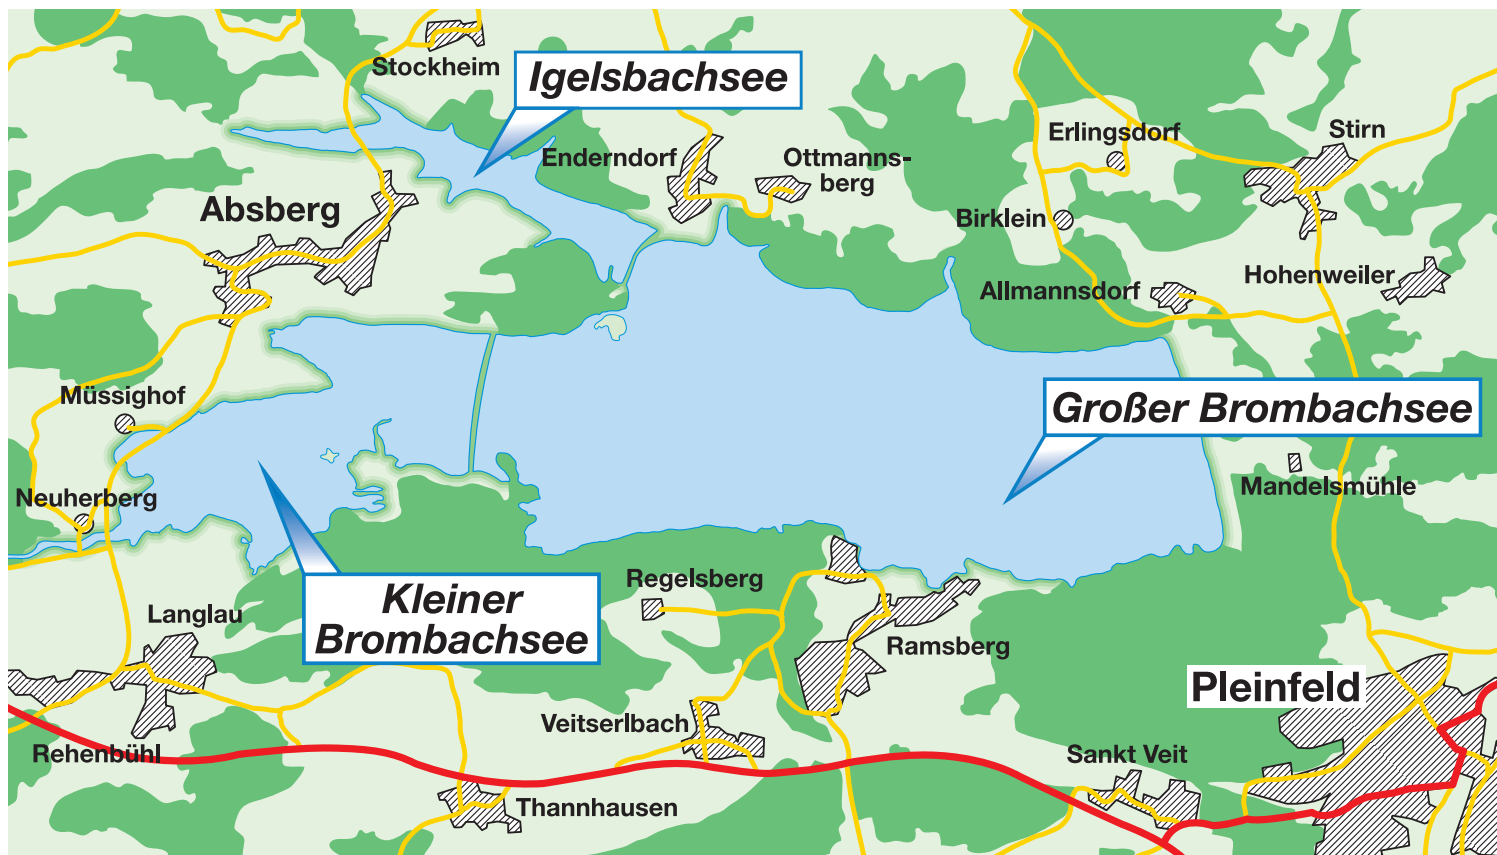 Stockheim
Igelsbachsee
Enderndorf
Ottmanns-
berg
Erlingsdorf
Stirn
Absberg
Birklein
Allmannsdorf
Hohenweiler
Müssighof
Großer Brombachsee
Neuherberg
Mandelsmühle
Kleiner
Brombachsee
Regelsberg
Langlau
Ramsberg
Pleinfeld
Veitserlbach
Rehenbühl
Sankt Veit
Thannhausen